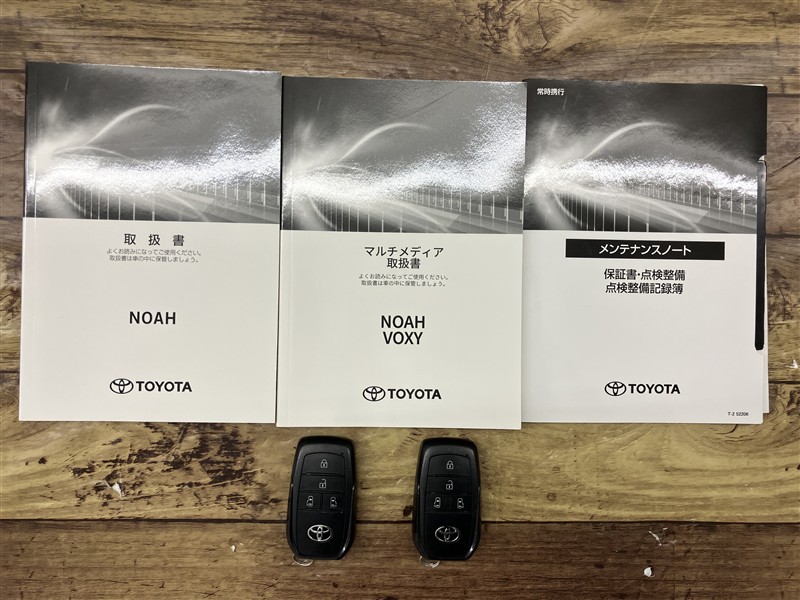 取扱書
よくお読みになってご使用ください。
取扱書は車の中に保管しましょう。
NOAH
TOYOTA
マルチメディア
取扱書
よくお読みになってご使用ください。
取扱書は車の中に保管しましょう。
NOAH
VOXY
TOYOTA
常時携行
メンテナンスノート
保証書・点検整備
点検整備記録簿
TOYOTA
T-2 52206